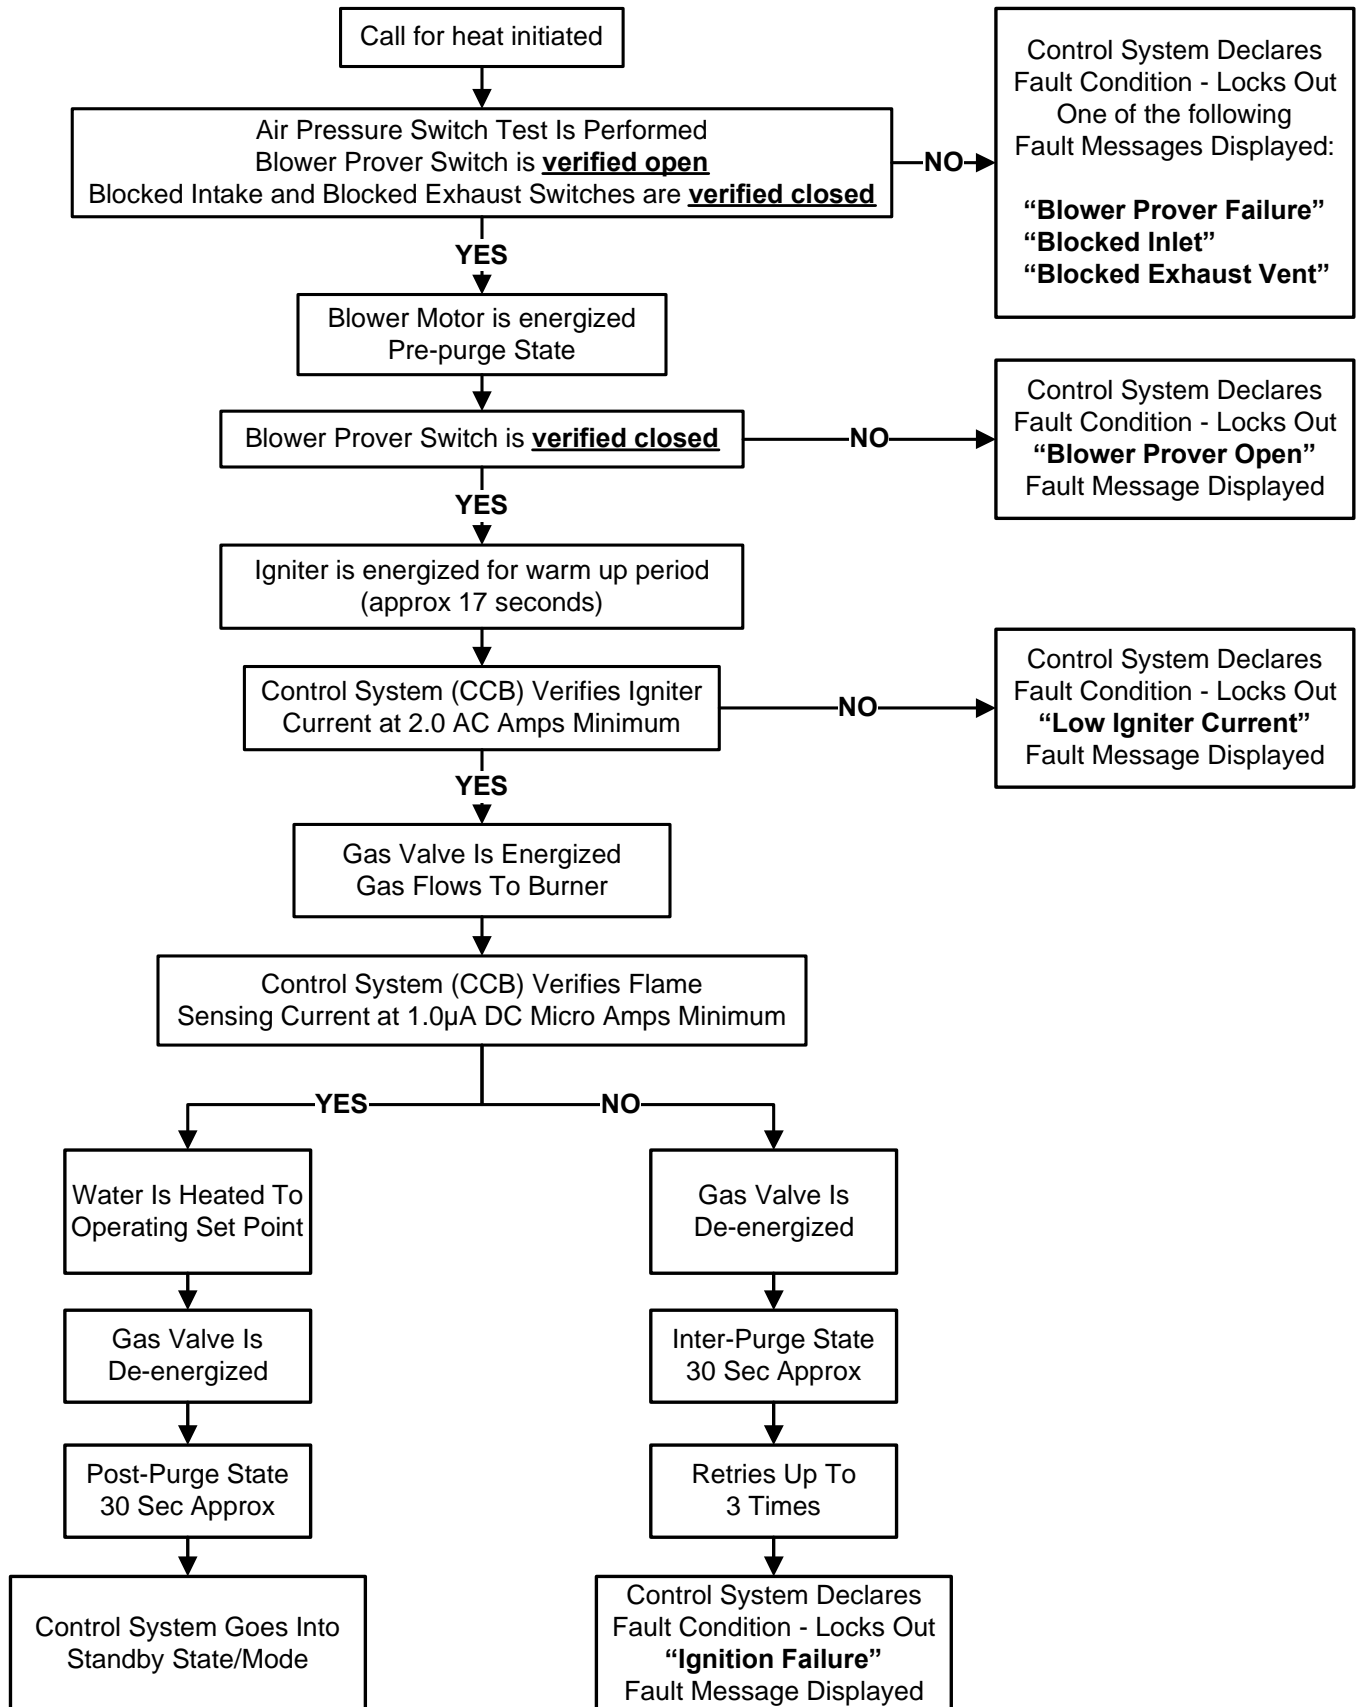 Call for heat initiated
Air Pressure Switch Test Is Performed
Blower Prover Switch is verified open
Blocked Intake and Blocked Exhaust Switches are verified closed
NO
Control System Declares
Fault Condition - Locks Out
One of the following
Fault Messages Displayed:
“Blower Prover Failure”
“Blocked Inlet”
“Blocked Exhaust Vent”
YES
Blower Motor is energized
Pre-purge State
Blower Prover Switch is verified closed
NO
Control System Declares
Fault Condition - Locks Out
“Blower Prover Open”
Fault Message Displayed
YES
Igniter is energized for warm up period
(approx 17 seconds)
Control System (CCB) Verifies Igniter
Current at 2.0 AC Amps Minimum
NO
Control System Declares
Fault Condition - Locks Out
“Low Igniter Current”
Fault Message Displayed
YES
Gas Valve Is Energized
Gas Flows To Burner
Control System (CCB) Verifies Flame
Sensing Current at 1.0µA DC Micro Amps Minimum
YES
NO
Water Is Heated To
Operating Set Point
Gas Valve Is
De-energized
Post-Purge State
30 Sec Approx
Control System Goes Into
Standby State/Mode
Gas Valve Is
De-energized
Inter-Purge State
30 Sec Approx
Retries Up To
3 Times
Control System Declares
Fault Condition - Locks Out
“Ignition Failure”
Fault Message Displayed